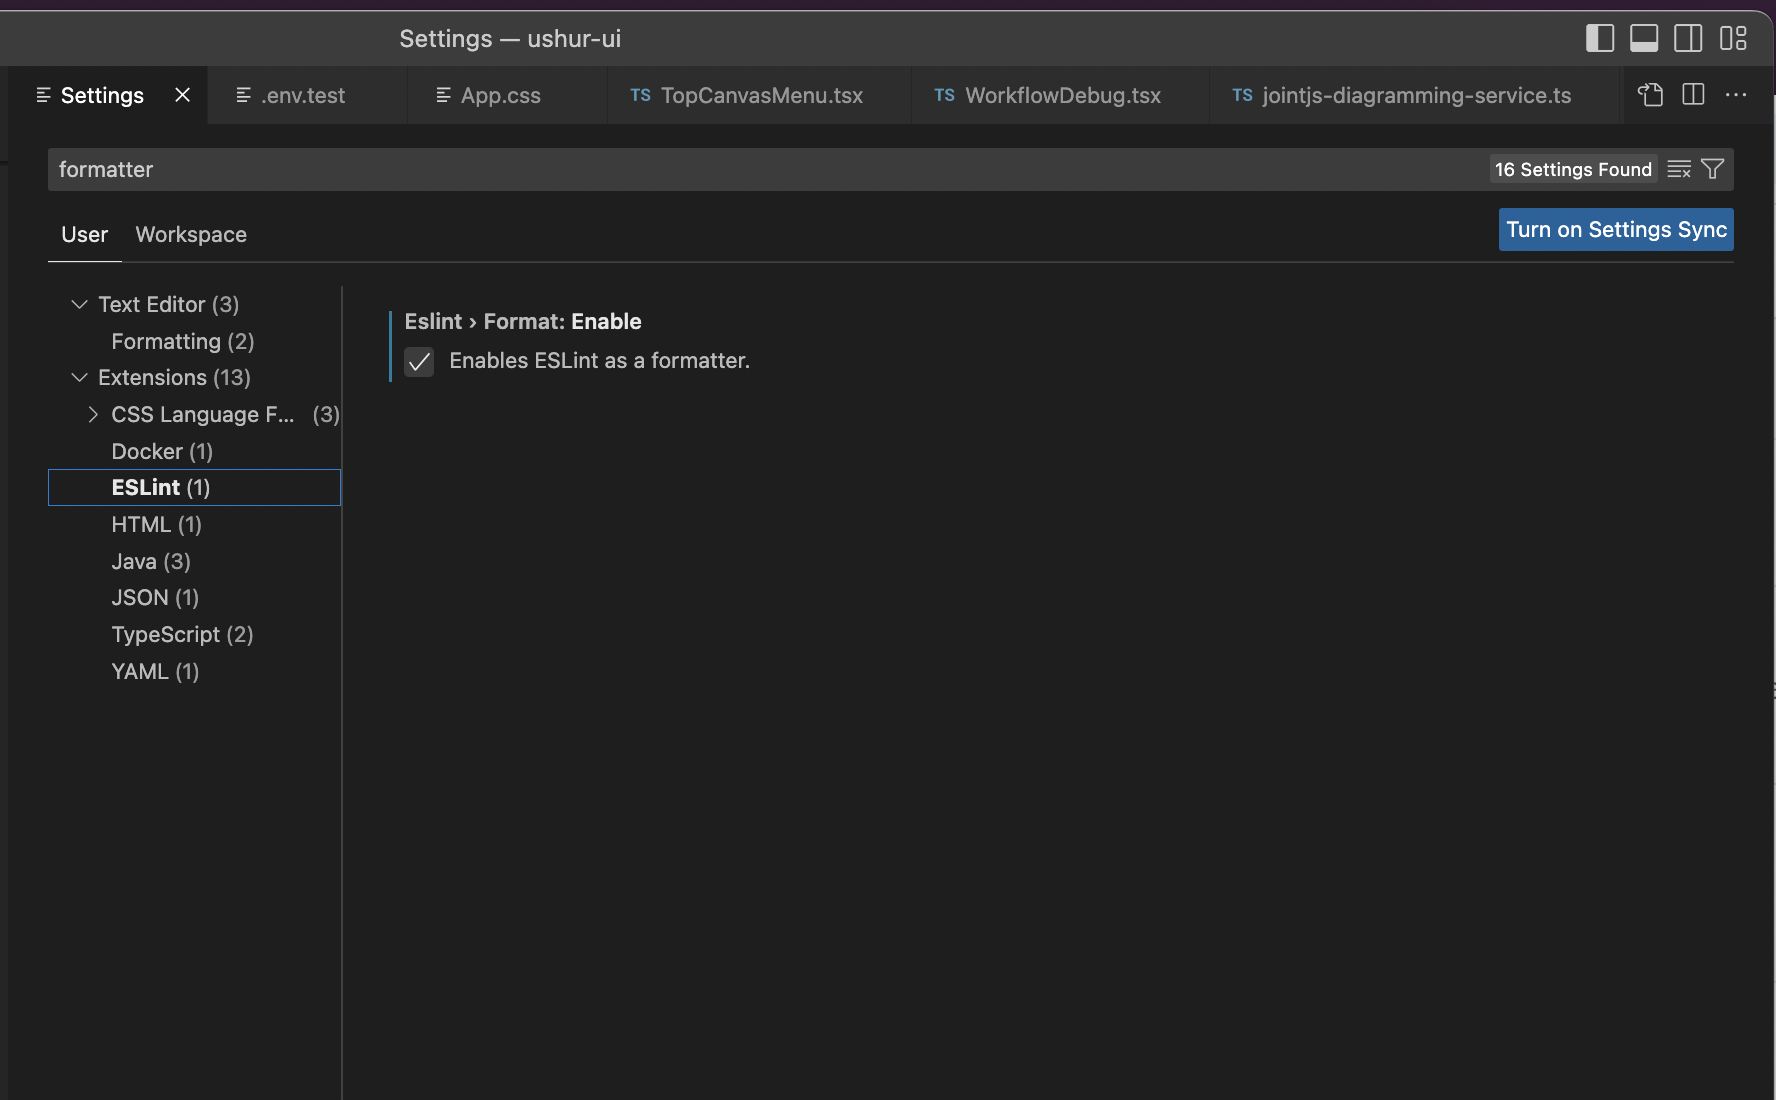 Settings — ushur-ui
Settings
.env.test
App.css
TS TopCanvasMenu.tsx
TS WorkflowDebug.tsx
TS jointjs-diagramming-service.ts
formatter
16 Settings Found
User
Workspace
Turn on Settings Sync
Text Editor (3)
Formatting (2)
Extensions (13)
CSS Language F... (3)
Docker (1)
ESLint (1)
HTML (1)
Java (3)
JSON (1)
TypeScript (2)
YAML (1)
Eslint › Format: Enable
Enables ESLint as a formatter.